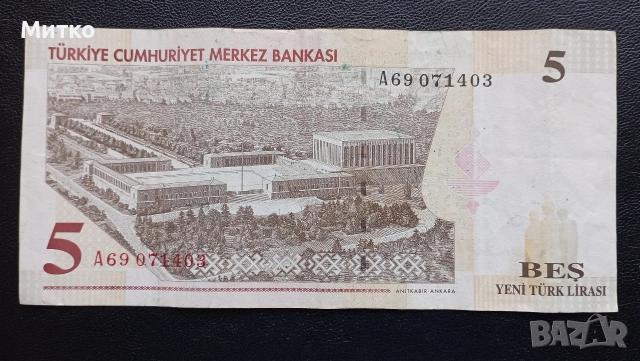 Митко
TÜRKİYE CUMHURİYET MERKEZ BANKASI
A69 071403
5
5
A69 071403
ANITKABİR-ANKARA
BEŞ
YENİ TÜRK LİRASI
BAZAR